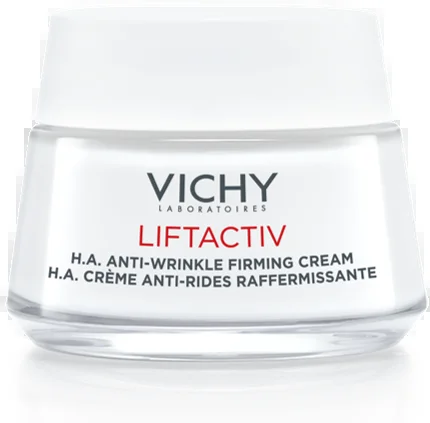 VICHY
LABORATOIRES
LIFTACTIV
H.A. ANTI-WRINKLE FIRMING CREAM
H.A. CRÈME ANTI-RIDES RAFFERMISSANTE